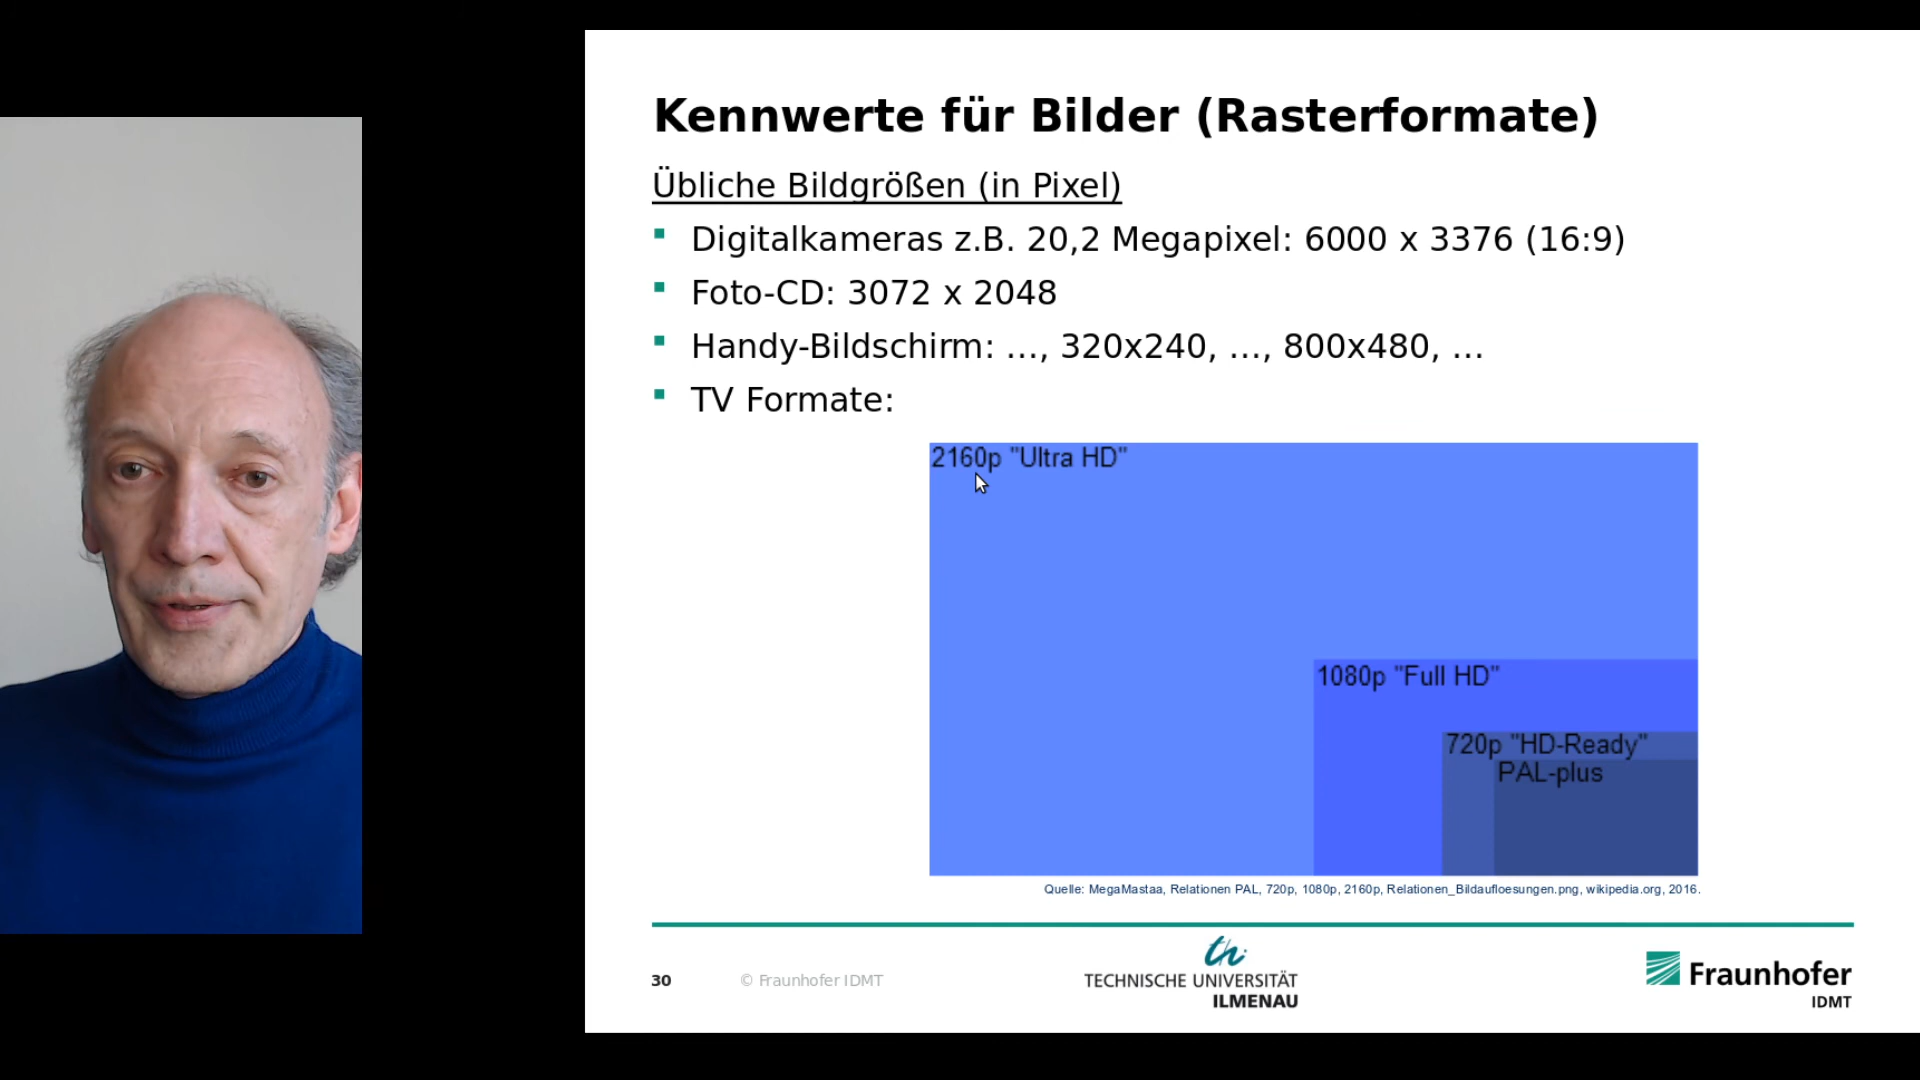 Kennwerte für Bilder (Rasterformate)
Übliche Bildgrößen (in Pixel)
Digitalkameras z.B. 20,2 Megapixel: 6000 x 3376 (16:9)
Foto-CD: 3072 x 2048
Handy-Bildschirm: …, 320x240, …, 800x480, …
TV Formate:
2160p "Ultra HD"
1080p "Full HD"
720p "HD-Ready"
PAL-plus
Quelle: MegaMastaa, Relationen PAL, 720p, 1080p, 2160p, Relationen_Bildaufloesungen.png, wikipedia.org, 2016.
30
© Fraunhofer IDMT
th
TECHNISCHE UNIVERSITÄT
ILMENAU
Fraunhofer
IDMT